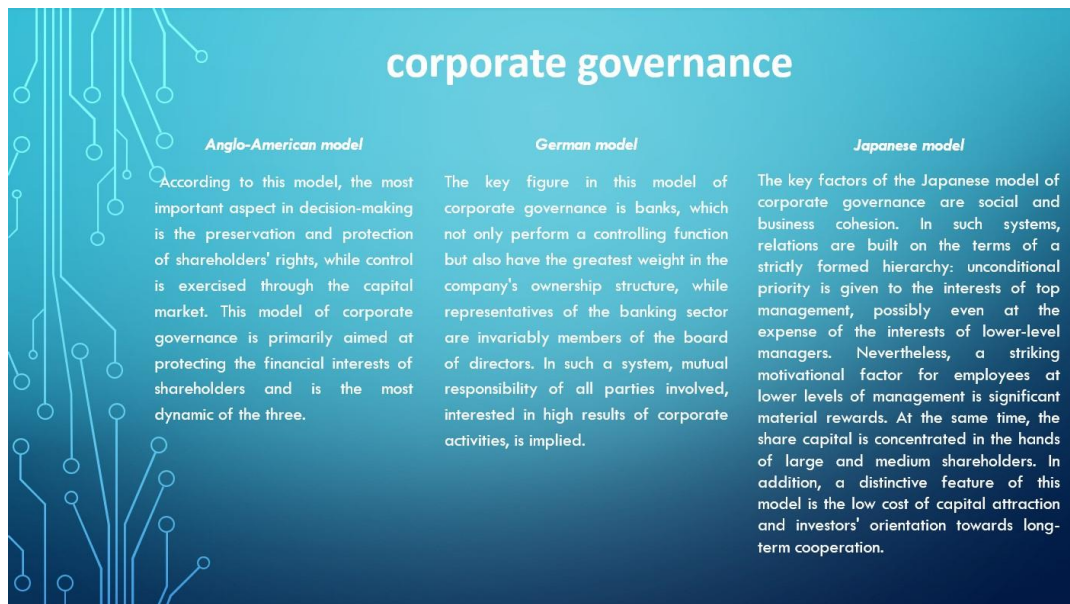 corporate governance
Anglo-American model
According to this model, the most
important aspect in decision-making
is the preservation and protection
of shareholders' rights, while control
is exercised through the capital
market. This model of corporate
governance is primarily aimed at
protecting the financial interests of
shareholders and is the most
dynamic of the three.
German model
The key figure in this model of
corporate governance is banks, which
not only perform a controlling function
but also have the greatest weight in the
company's ownership structure, while
representatives of the banking sector
are invariably members of the board
of directors. In such a system, mutual
responsibility of all parties involved,
interested in high results of corporate
activities, is implied.
Japanese model
The key factors of the Japanese model of
corporate governance are social and
business cohesion. In such systems,
relations are built on the terms of a
strictly formed hierarchy: unconditional
priority is given to the interests of top
management, possibly even at the
expense of the interests of lower-level
managers. Nevertheless, a striking
motivational factor for employees at
lower levels of management is significant
material rewards. At the same time, the
share capital is concentrated in the hands
of large and medium shareholders. In
addition, a distinctive feature of this
model is the low cost of capital attraction
and investors' orientation towards long-
term cooperation.